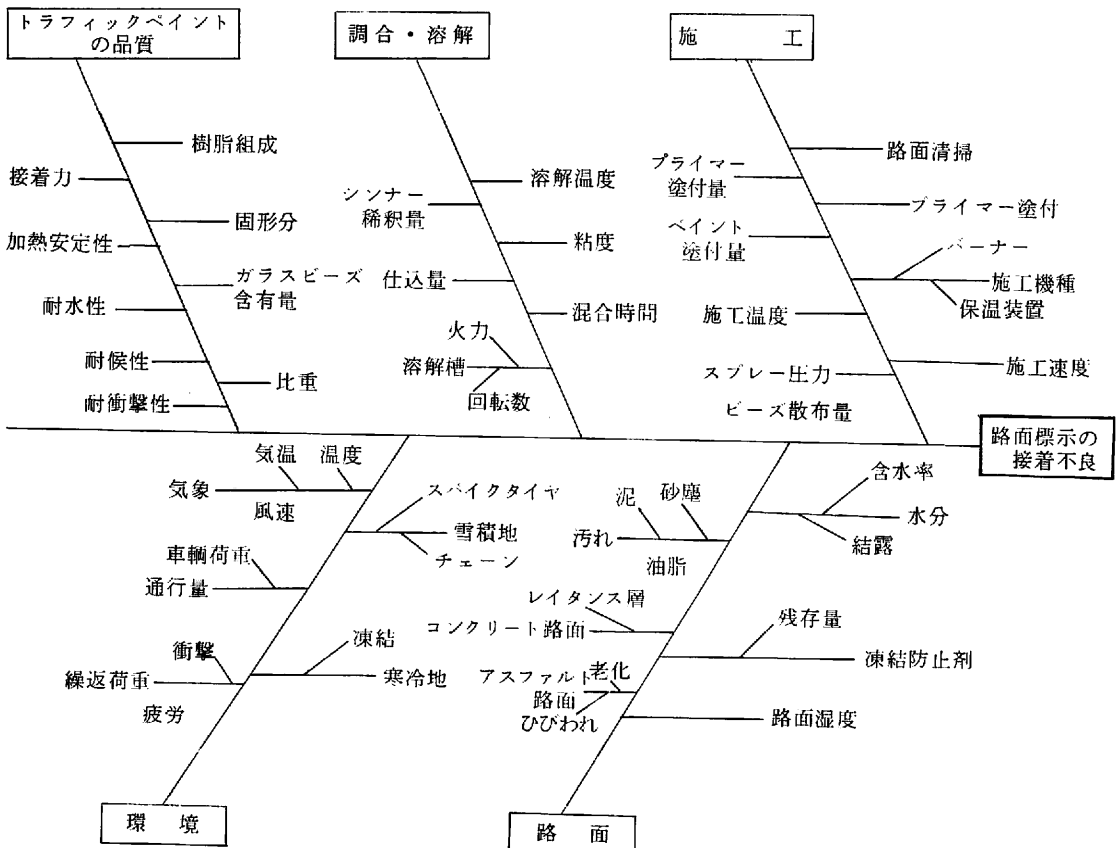 トラフィックペイント
の品質
調合・溶解
施工
樹脂組成
接着力
固形分
加熱安定性
ガラスビーズ
含有量
耐水性
耐候性
比重
耐衝撃性
溶解温度
シンナー
稀釈量
粘度
仕込量
混合時間
火力
溶解槽
回転数
路面清掃
プライマー
塗付量
プライマー塗付
ペイント
塗付量
バーナー
施工機種
保温装置
施工温度
施工速度
スプレー圧力
ビーズ散布量
路面標示の
接着不良
気温
温度
気象
風速
スパイクタイヤ
雪積地
チェーン
車輌荷重
通行量
凍結
衝撃
寒冷地
繰返荷重
疲労
環境
含水率
水分
結露
泥
砂塵
汚れ
油脂
レイタンス層
コンクリート路面
残存量
凍結防止剤
老化
アスファルト
路面
ひびわれ
路面湿度
路面